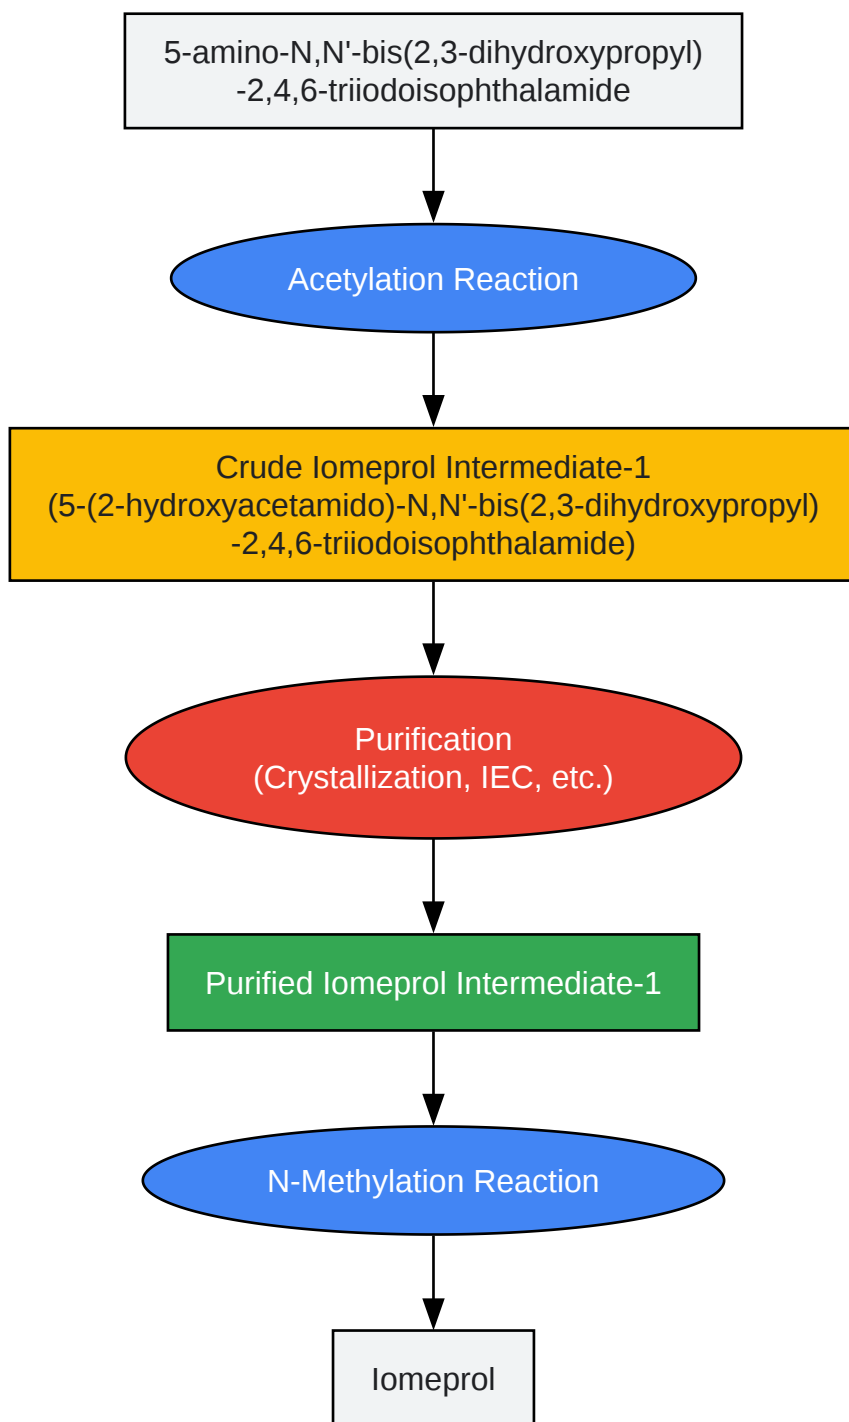 5-amino-N,N'-bis(2,3-dihydroxypropyl)
-2,4,6-triiodoisophthalamide
Acetylation Reaction
Crude Iomeprol Intermediate-1
(5-(2-hydroxyacetamido)-N,N'-bis(2,3-dihydroxypropyl)
-2,4,6-triiodoisophthalamide)
Purification
(Crystallization, IEC, etc.)
Purified Iomeprol Intermediate-1
N-Methylation Reaction
Iomeprol